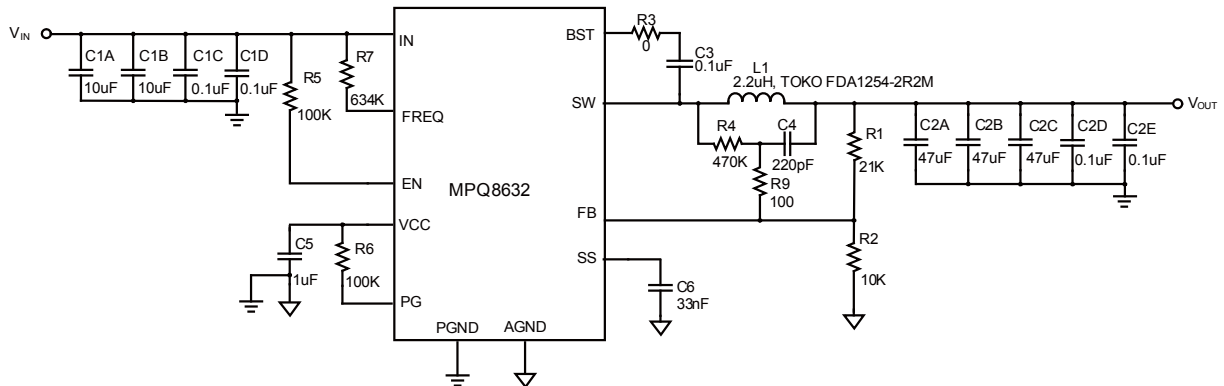 VIN
C1A
10uF
C1B
10uF
C1C
0.1uF
C1D
0.1uF
R5
100K
R7
634K
IN
FREQ
EN
VCC
PG
PGND
AGND
MPQ8632
BST
SW
FB
SS
C5
1uF
R6
100K
R3
0
C3
0.1uF
L1
2.2uH, TOKO FDA1254-2R2M
R4
470K
C4
220pF
R9
100
R1
21K
R2
10K
C6
33nF
C2A
47uF
C2B
47uF
C2C
47uF
C2D
0.1uF
C2E
0.1uF
VOUT